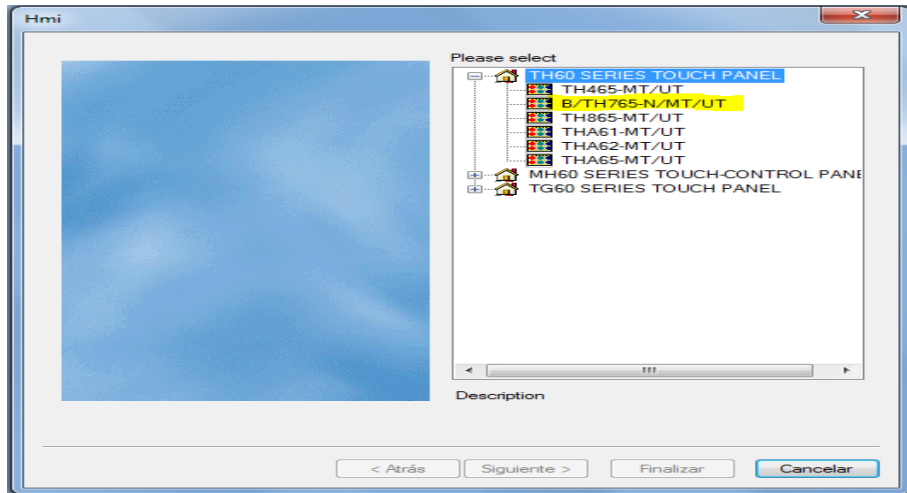 Hmi
Please select
TH60 SERIES TOUCH PANEL
TH465-MT/UT
B/TH765-N/MT/UT
TH865-MT/UT
THA61-MT/UT
THA62-MT/UT
THA65-MT/UT
MH60 SERIES TOUCH-CONTROL PANE
TG60 SERIES TOUCH PANEL
Description
< Atrás
Siguiente >
Finalizar
Cancelar